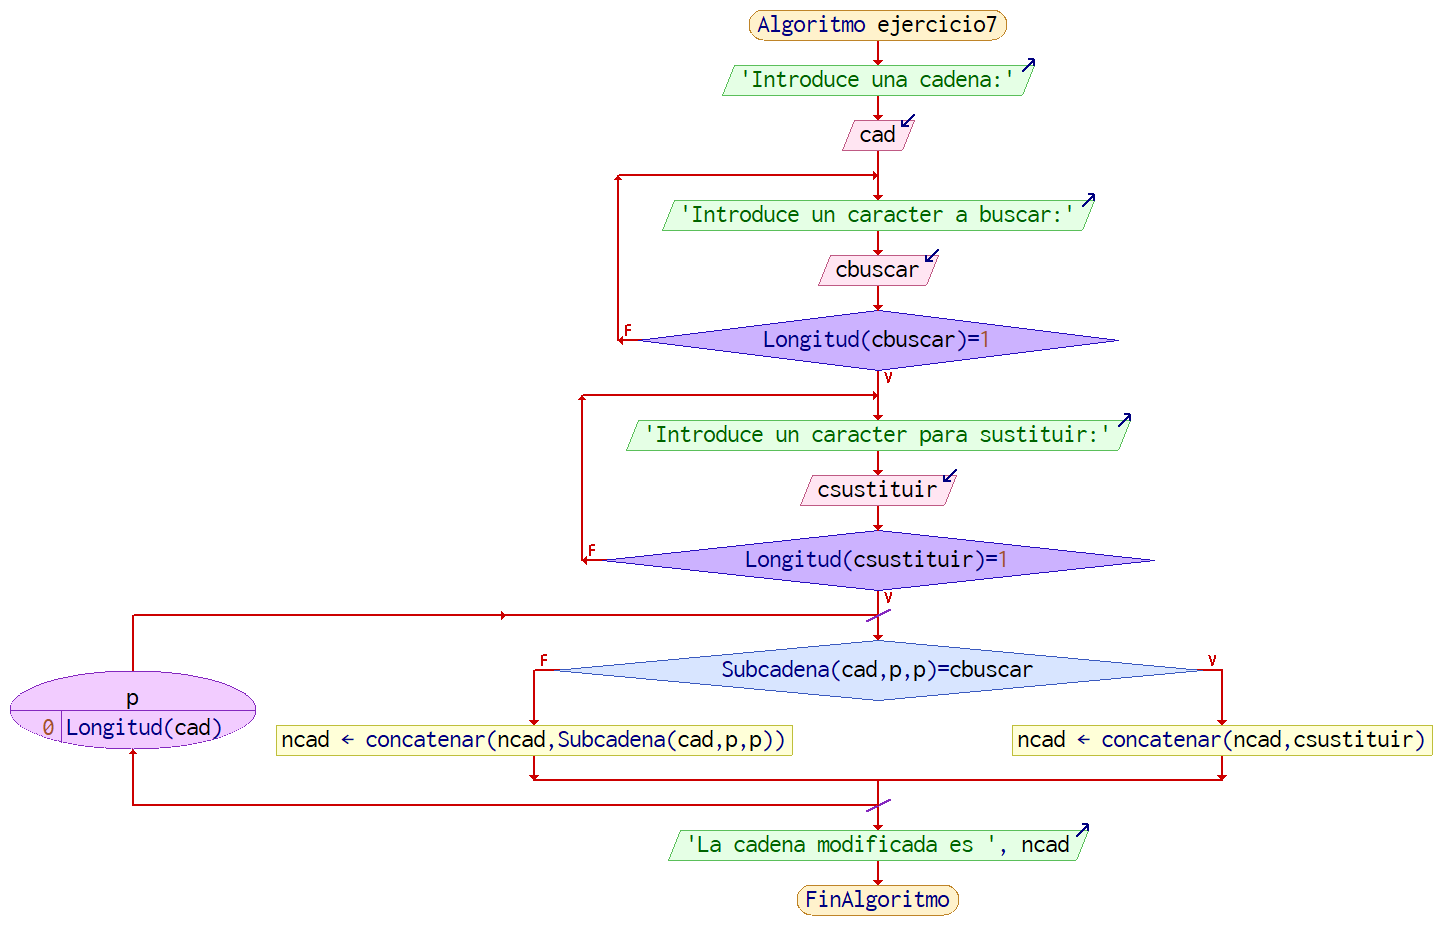 Algoritmo ejercicio7
'Introduce una cadena:'
cad
'Introduce un caracter a buscar:'
cbuscar
F
Longitud(cbuscar)=1
V
'Introduce un caracter para sustituir:'
csustituir
F
Longitud(csustituir)=1
V
F
Subcadena(cad,p,p)=cbuscar
V
p
0 Longitud(cad)
ncad ← concatenar(ncad,Subcadena(cad,p,p))
ncad ← concatenar(ncad,csustituir)
'La cadena modificada es ', ncad
FinAlgoritmo